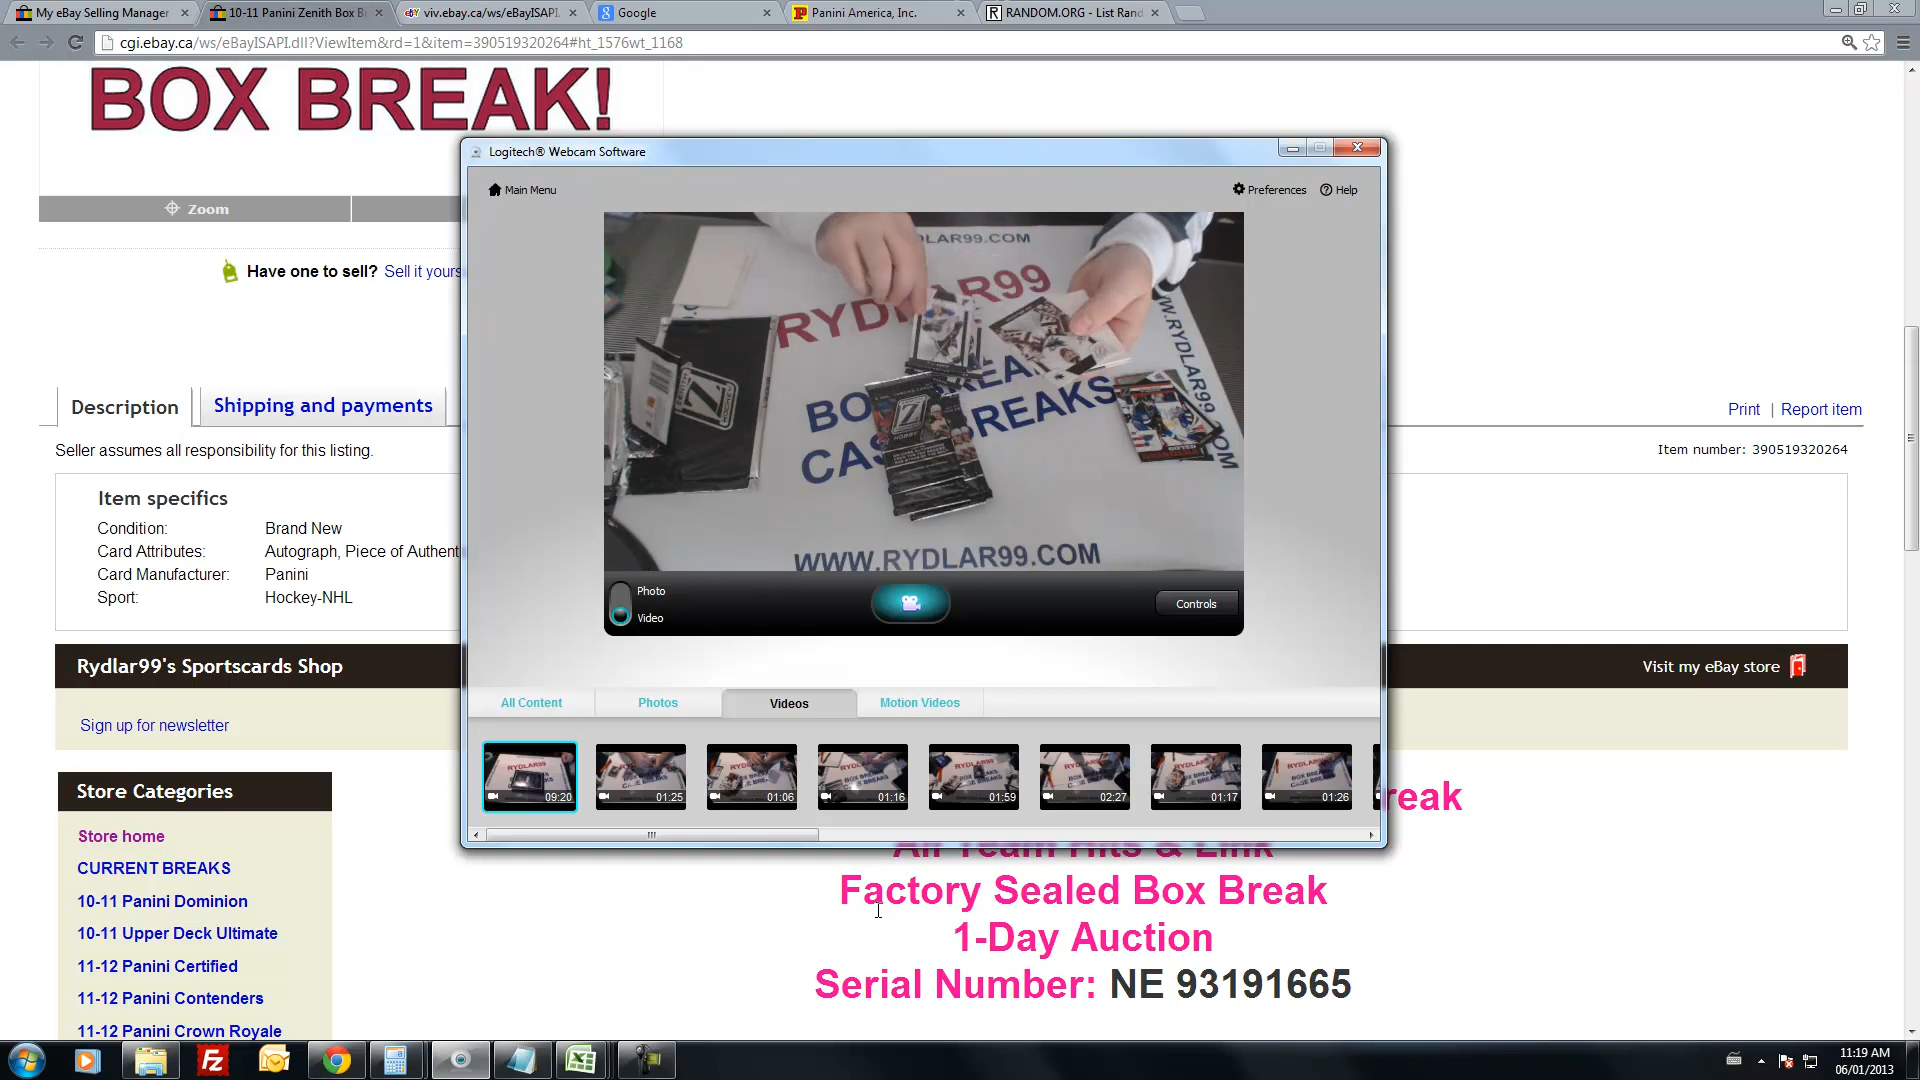 My eBay Selling Manager
10-11 Panini Zenith Box B
viv.ebay.ca/ws/eBayISAPI.
Google
Panini America, Inc.
RANDOM.ORG - List Rand
cgi.ebay.ca/ws/eBayISAPI.dll?ViewItem&rd=1&item=390519320264#ht_1576wt_1168
BOX BREAK!
Zoom
Have one to sell? Sell it yours
Logitech® Webcam Software
Main Menu
Preferences
Help
RYDLAR99
WWW.RYDLAR99.COM
Photo
Video
Controls
All Content
Photos
Videos
Motion Videos
09:20
01:25
01:06
01:16
01:59
02:27
01:17
01:26
Description
Shipping and payments
Print | Report item
Seller assumes all responsibility for this listing.
Item number: 390519320264
Item specifics
Condition: Brand New
Card Attributes: Autograph, Piece of Authent
Card Manufacturer: Panini
Sport: Hockey-NHL
Rydlar99's Sportscards Shop
Visit my eBay store
Sign up for newsletter
Store Categories
Store home
CURRENT BREAKS
10-11 Panini Dominion
10-11 Upper Deck Ultimate
11-12 Panini Certified
11-12 Panini Contenders
11-12 Panini Crown Royale
reak
All Team Hits & Link
Factory Sealed Box Break
1-Day Auction
Serial Number: NE 93191665
11:19 AM
06/01/2013